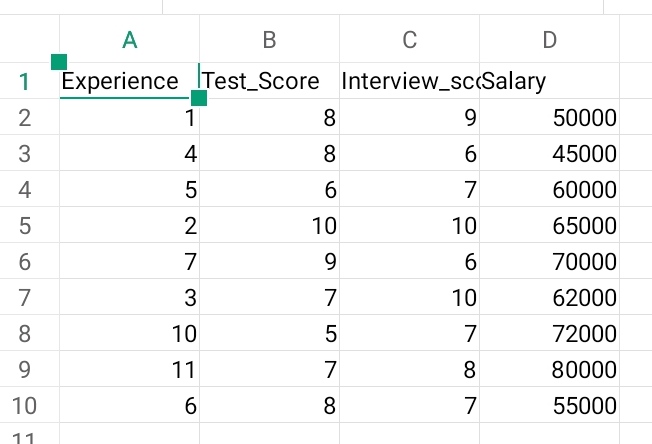 A B C D
1 Experience Test_Score Interview_sc Salary
2 1 8 9 50000
3 4 8 6 45000
4 5 6 7 60000
5 2 10 10 65000
6 7 9 6 70000
7 3 7 10 62000
8 10 5 7 72000
9 11 7 8 80000
10 6 8 7 55000
11